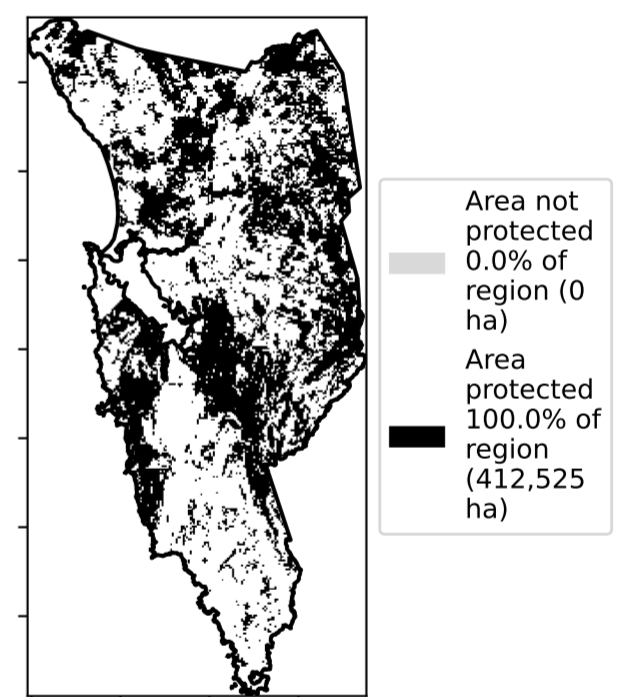 Area not
protected
0.0% of
region (0
ha)
Area
protected
100.0% of
region
(412,525
ha)